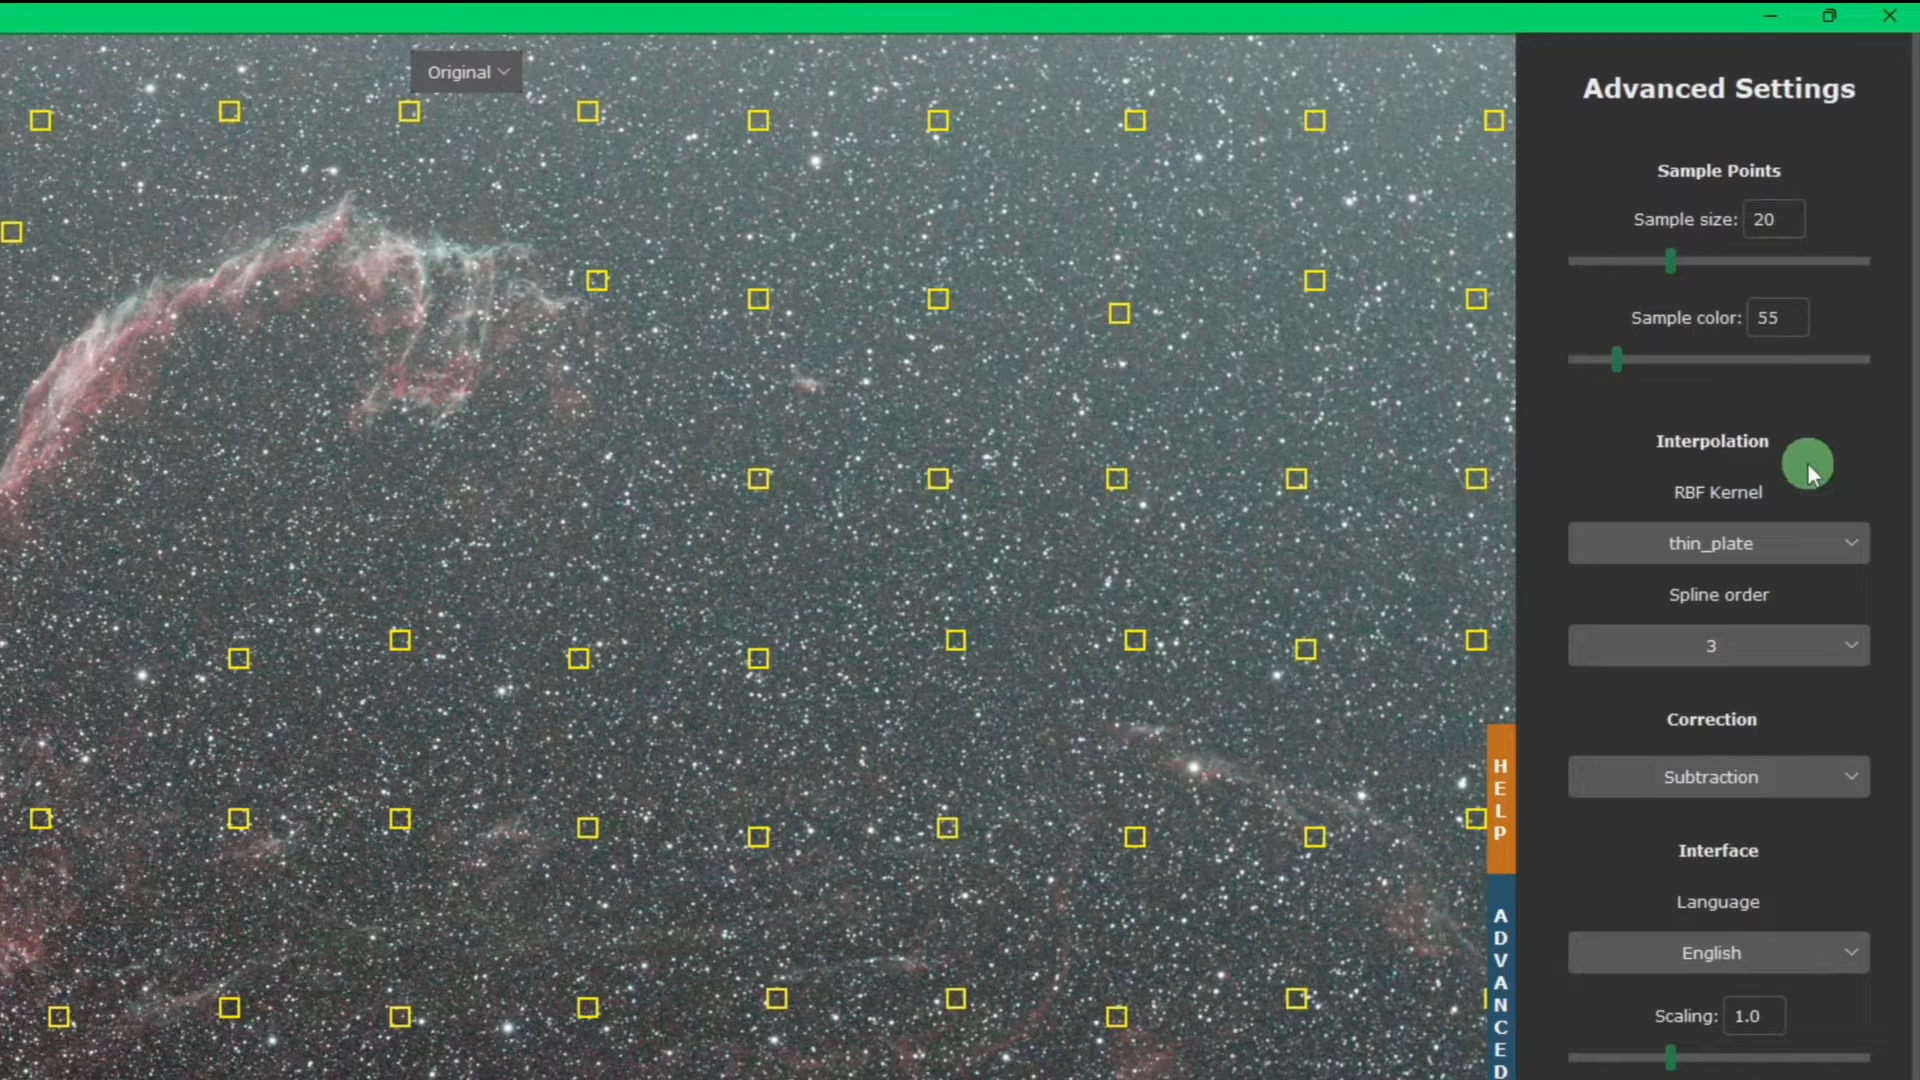 Original
Advanced Settings
Sample Points
Sample size: 20
Sample color: 55
Interpolation
RBF Kernel
thin_plate
Spline order
3
Correction
Subtraction
HELP
Interface
Language
ADVANCED
English
Scaling: 1.0